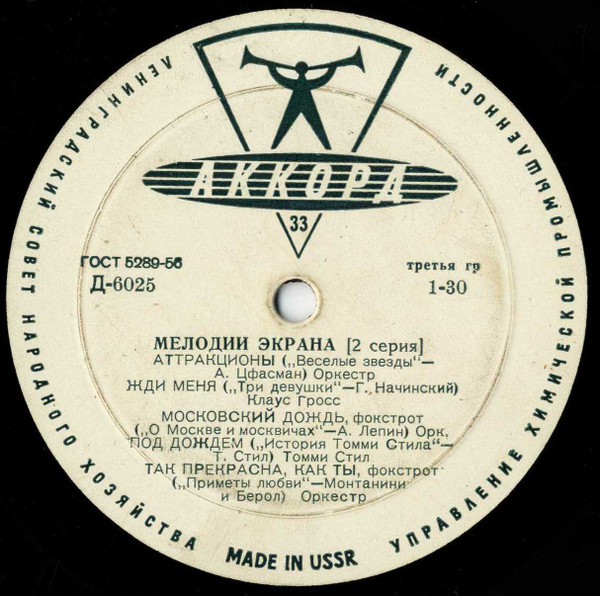 ЛЕНИНГРАДСКИЙ СОВЕТ НАРОДНОГО ХОЗЯЙСТВА
УПРАВЛЕНИЕ ХИМИЧЕСКОЙ ПРОМЫШЛЕННОСТИ
АККОРД
33
ГОСТ 5289-56
третья гр
Д-6025
1-30
МЕЛОДИИ ЭКРАНА [2 серия]
АТТРАКЦИОНЫ („Веселые звезды"—
А. Цфасман) Оркестр
ЖДИ МЕНЯ („Три девушки"—Г. Начинский)
Клаус Гросс
МОСКОВСКИЙ ДОЖДЬ, фокстрот
(„О Москве и москвичах"—А. Лепин) Орк.
ПОД ДОЖДЕМ („История Томми Стила"—
Т. Стил) Томми Стил
ТАК ПРЕКРАСНА, КАК ТЫ, фокстрот
(„Приметы любви"—Монтанини
и Берол) Оркестр
MADE IN USSR